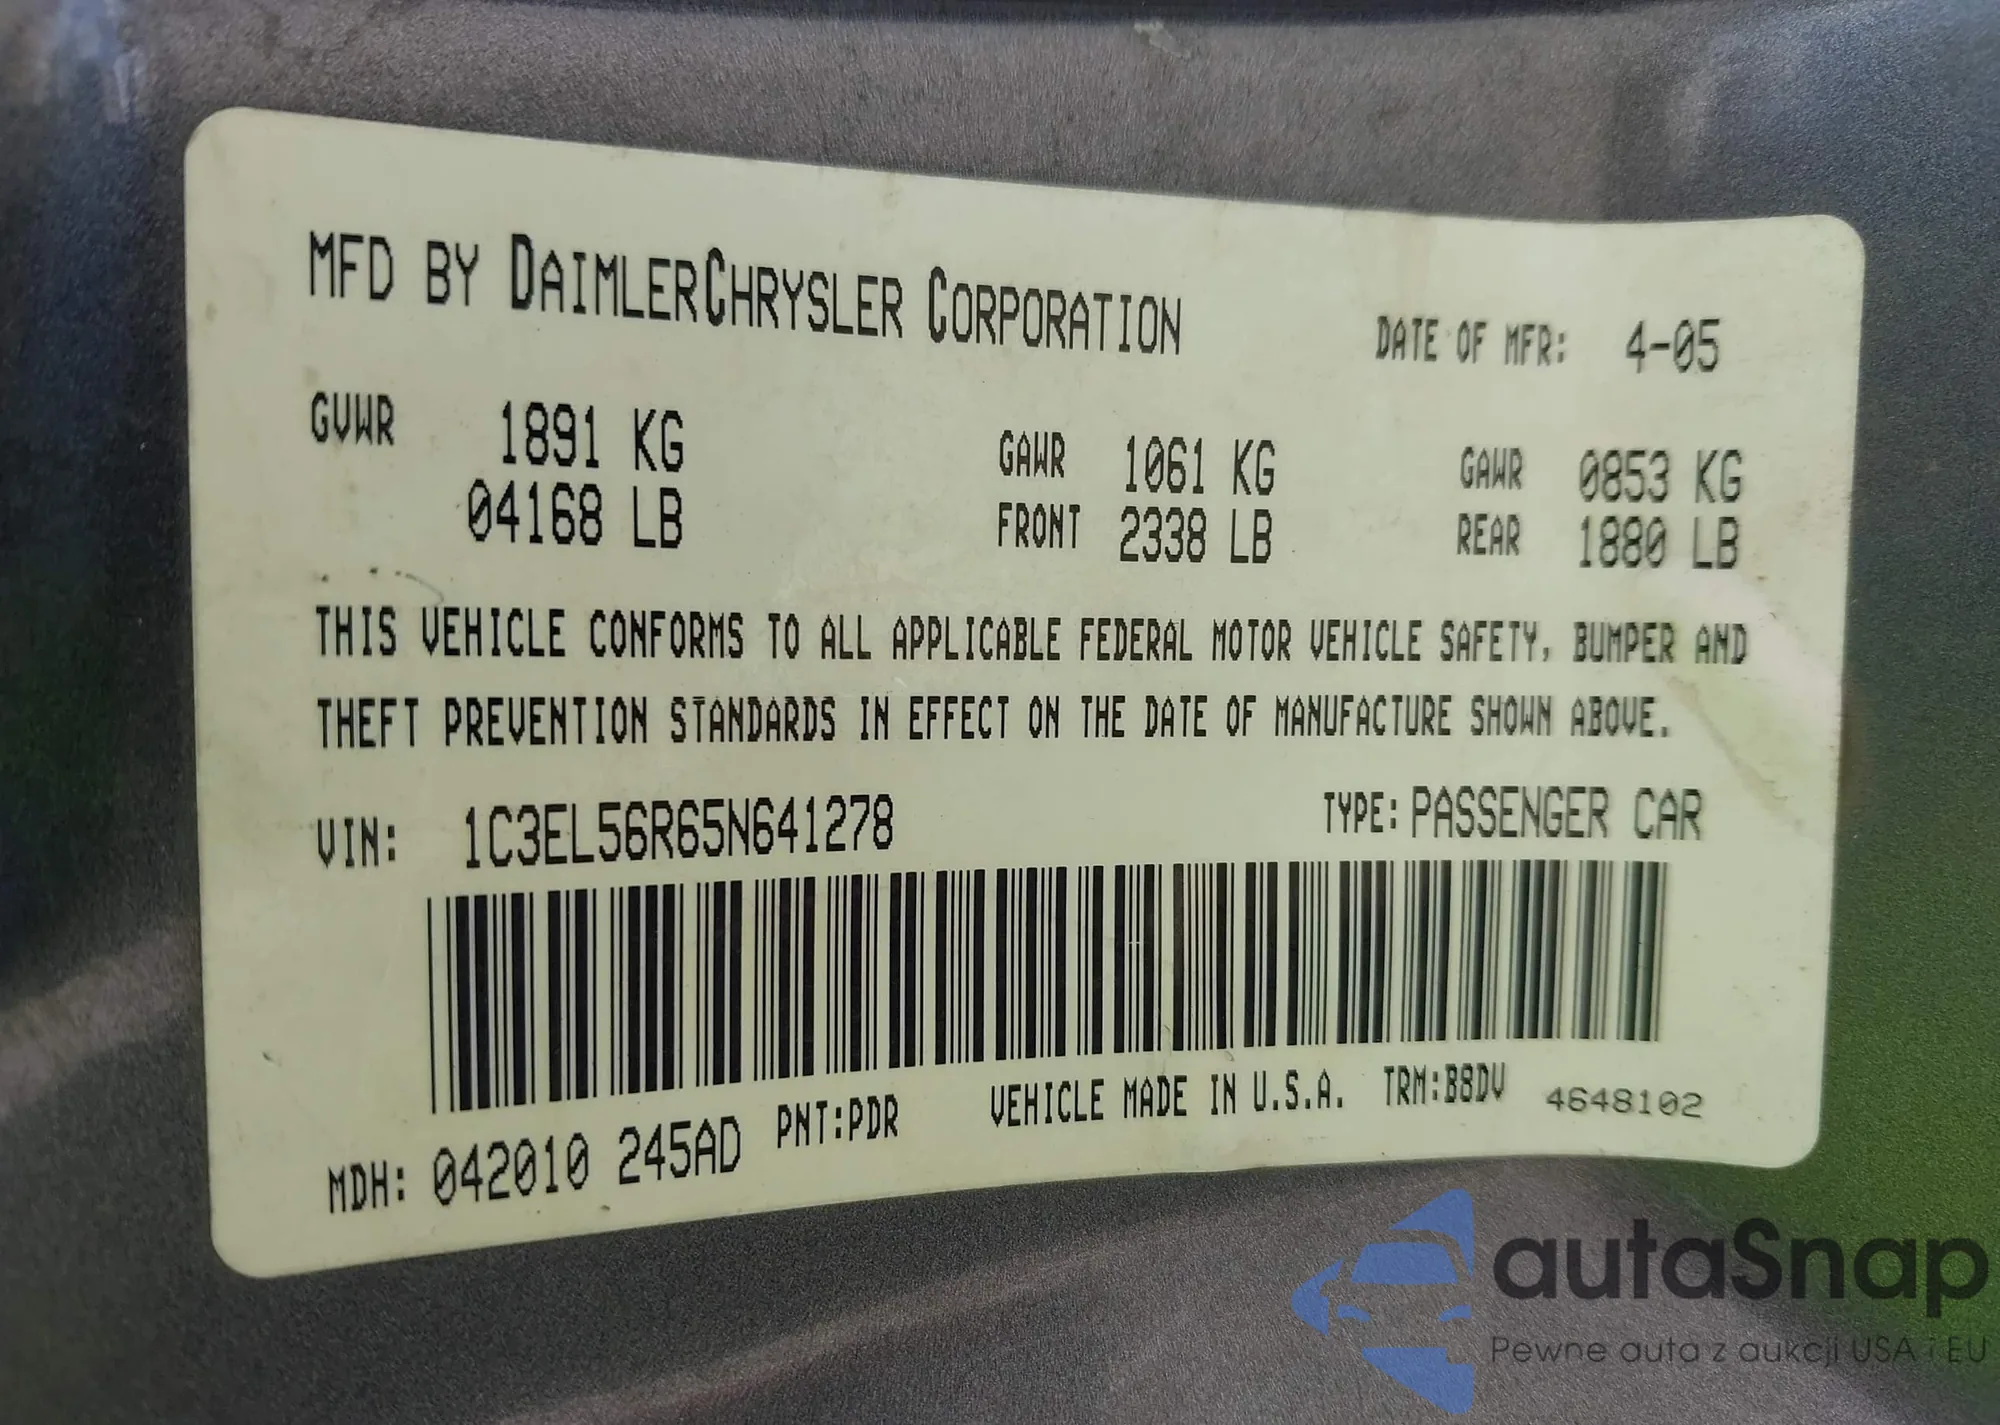 MFD BY DAIMLERCHRYSLER CORPORATION
DATE OF MFR: 4-05
GVWR 1891 KG
04168 LB
GAWR 1061 KG
FRONT 2338 LB
GAWR 0853 KG
REAR 1880 LB
THIS VEHICLE CONFORMS TO ALL APPLICABLE FEDERAL MOTOR VEHICLE SAFETY, BUMPER AND
THEFT PREVENTION STANDARDS IN EFFECT ON THE DATE OF MANUFACTURE SHOWN ABOVE.
VIN: 1C3EL56R65N641278
TYPE: PASSENGER CAR
MDH: 042010 245AD PNT:PDR VEHICLE MADE IN U.S.A. TRM:B8DV 4648102
autaSnap
Pewne auta z aukcji USA i EU